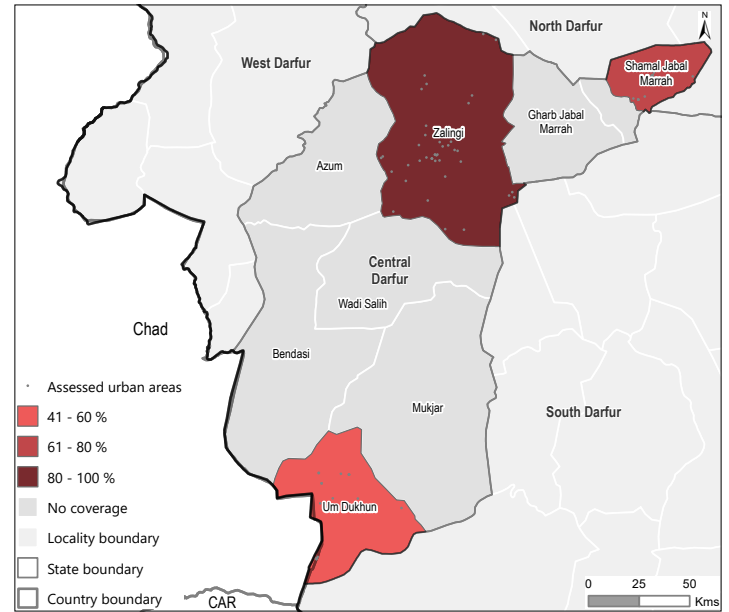 North Darfur
N
West Darfur
Shamal Jabal
Marrah
Gharb Jabal
Marrah
Zalingi
Azum
Central
Darfur
Wadi Salih
Chad
Bendasi
Mukjar
South Darfur
Um Dukhun
Assessed urban areas
41 - 60 %
61 - 80 %
80 - 100 %
No coverage
Locality boundary
State boundary
Country boundary
CAR
0 25 50
Kms